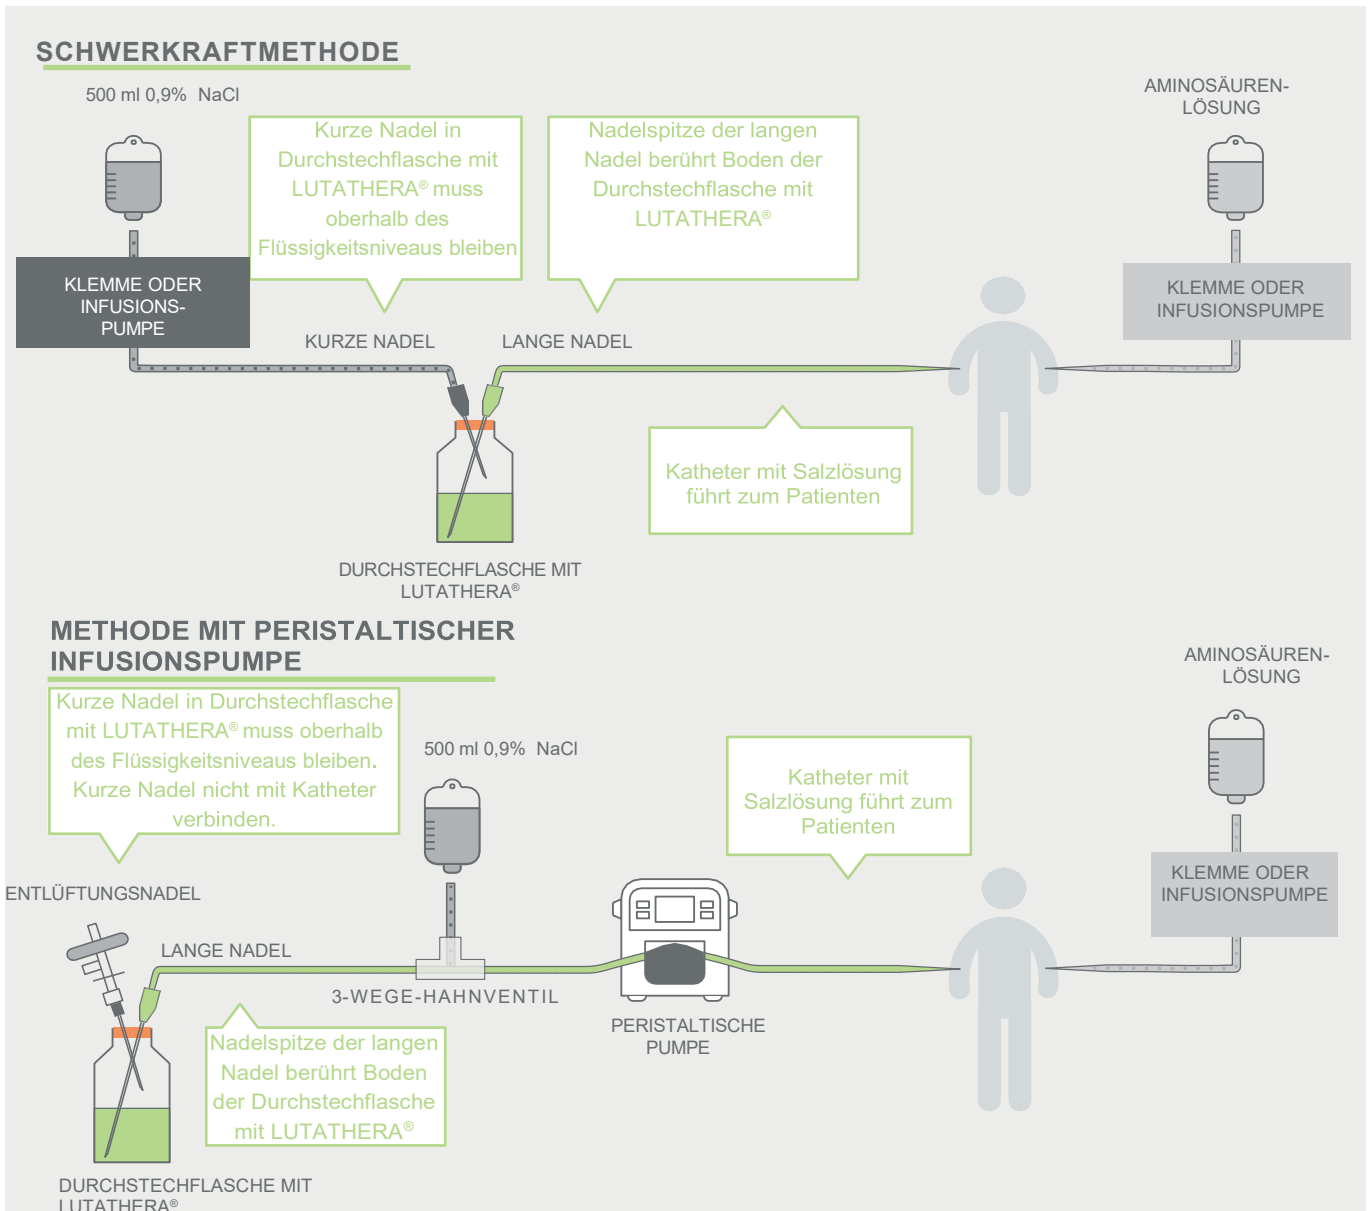 SCHWERKRAFTMETHODE
500 ml 0,9% NaCl
Kurze Nadel in
Durchstechflasche mit
LUTATHERA® muss
oberhalb des
Flüssigkeitsniveaus bleiben
Nadelspitze der langen
Nadel berührt Boden der
Durchstechflasche mit
LUTATHERA®
AMINOSÄUREN-
LÖSUNG
KLEMME ODER
INFUSIONS-
PUMPE
KLEMME ODER
INFUSIONSPUMPE
KURZE NADEL
LANGE NADEL
Katheter mit Salzlösung
führt zum Patienten
DURCHSTECHFLASCHE MIT
LUTATHERA®
METHODE MIT PERISTALTISCHER
INFUSIONSPUMPE
Kurze Nadel in Durchstechflasche
mit LUTATHERA® muss oberhalb
des Flüssigkeitsniveaus bleiben.
Kurze Nadel nicht mit Katheter
verbinden.
500 ml 0,9% NaCl
Katheter mit
Salzlösung führt zum
Patienten
AMINOSÄUREN-
LÖSUNG
KLEMME ODER
INFUSIONSPUMPE
ENTLÜFTUNGSNADEL
LANGE NADEL
3-WEGE-HAHNVENTIL
PERISTALTISCHE
PUMPE
Nadelspitze der langen
Nadel berührt Boden
der Durchstechflasche
mit LUTATHERA®
DURCHSTECHFLASCHE MIT
LUTATHERA®